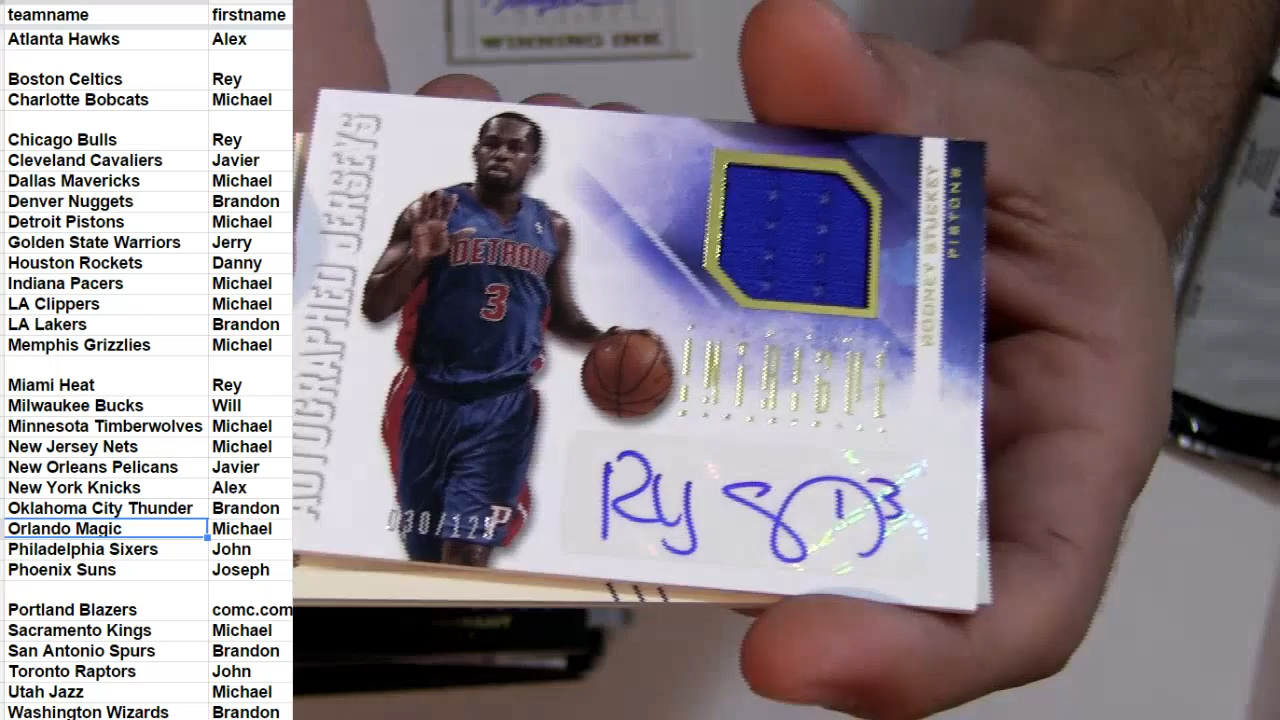 teamname firstname
Atlanta Hawks Alex
Boston Celtics Rey
Charlotte Bobcats Michael
Chicago Bulls Rey
Cleveland Cavaliers Javier
Dallas Mavericks Michael
Denver Nuggets Brandon
Detroit Pistons Michael
Golden State Warriors Jerry
Houston Rockets Danny
Indiana Pacers Michael
LA Clippers Michael
LA Lakers Brandon
Memphis Grizzlies Michael
Miami Heat Rey
Milwaukee Bucks Will
Minnesota Timberwolves Michael
New Jersey Nets Michael
New Orleans Pelicans Javier
New York Knicks Alex
Oklahoma City Thunder Brandon
Orlando Magic Michael
Philadelphia Sixers John
Phoenix Suns Joseph
Portland Blazers comc.com
Sacramento Kings Michael
San Antonio Spurs Brandon
Toronto Raptors John
Utah Jazz Michael
Washington Wizards Brandon
WINNING INK
AUTOGRAPHED JERSEYS
DETROIT
3
RODNEY STUCKEY
PISTONS
030/125
P